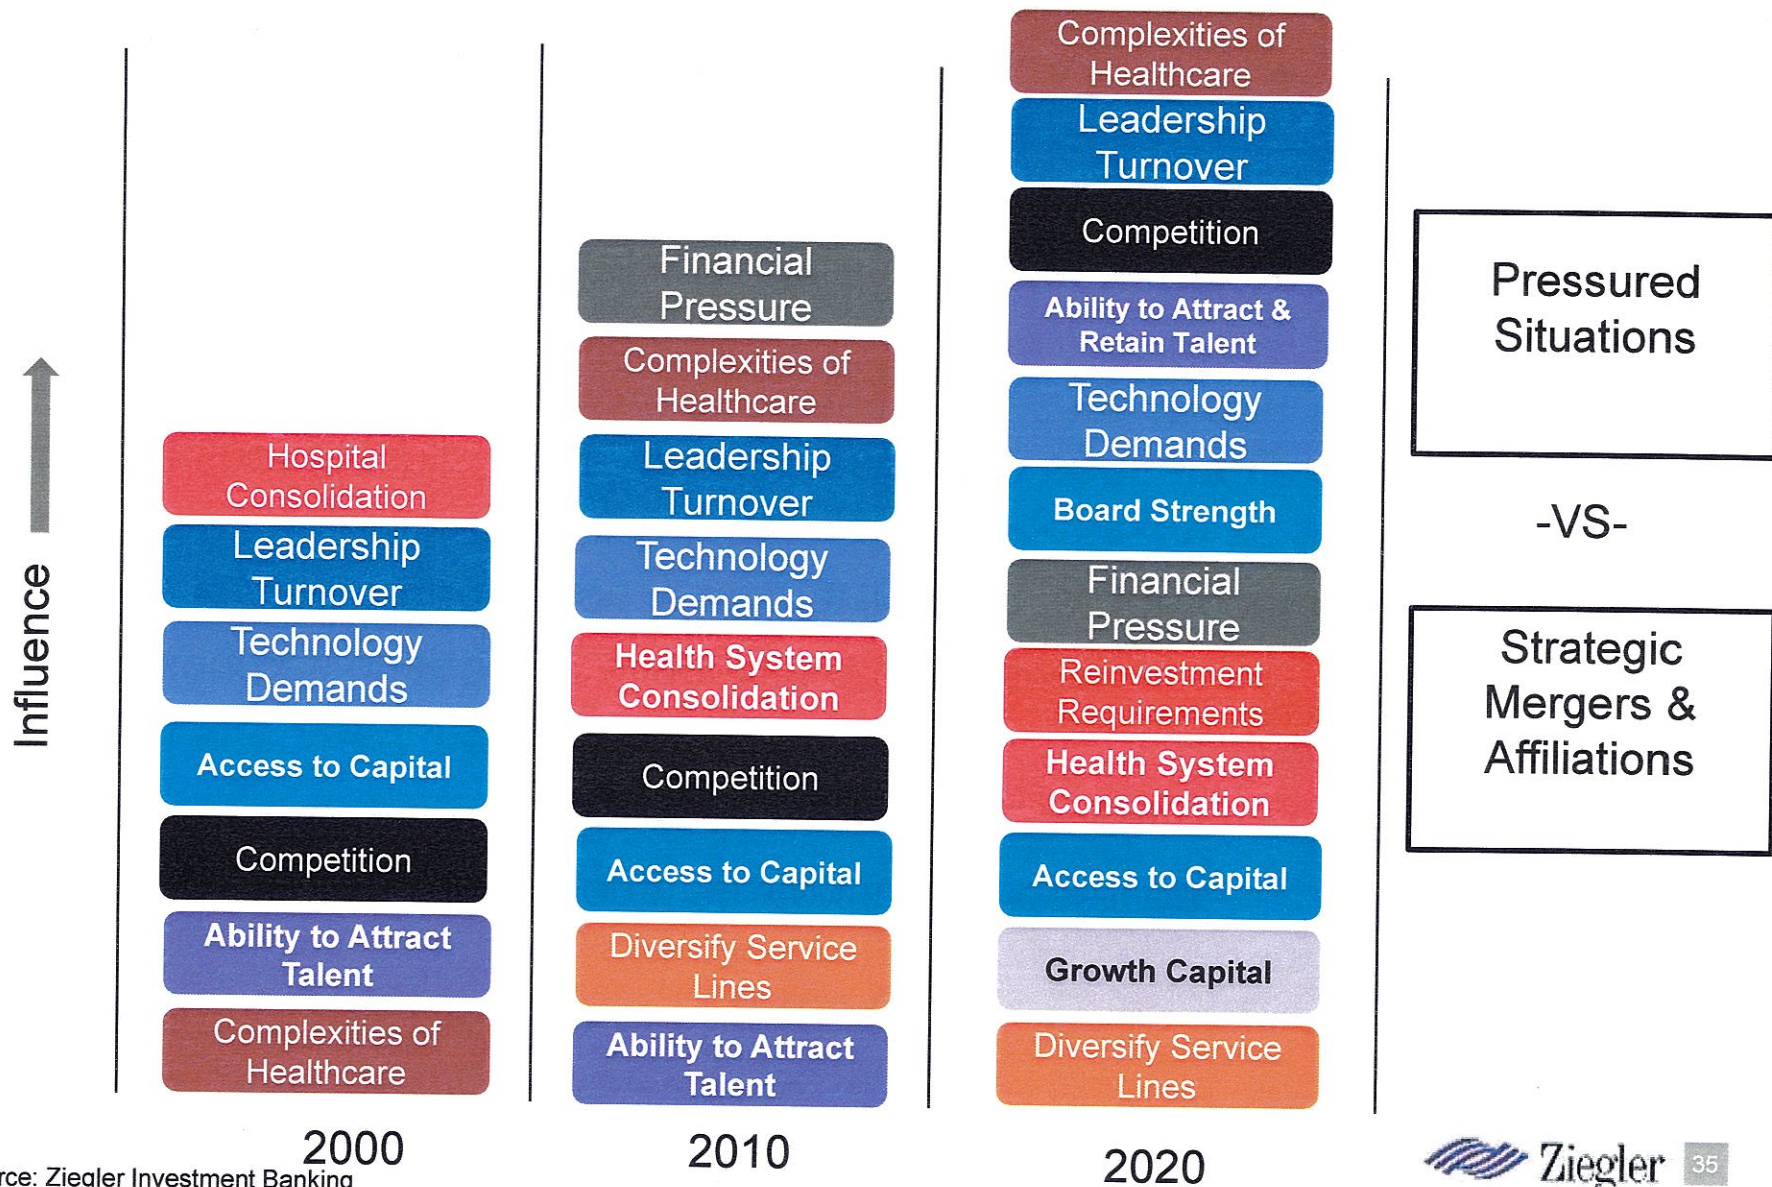 Influence
Hospital
Consolidation
Leadership
Turnover
Technology
Demands
Access to Capital
Competition
Ability to Attract
Talent
Complexities of
Healthcare
2000
Financial
Pressure
Complexities of
Healthcare
Leadership
Turnover
Technology
Demands
Health System
Consolidation
Competition
Access to Capital
Diversify Service
Lines
Ability to Attract
Talent
2010
Complexities of
Healthcare
Leadership
Turnover
Competition
Ability to Attract &
Retain Talent
Technology
Demands
Board Strength
Financial
Pressure
Reinvestment
Requirements
Health System
Consolidation
Access to Capital
Growth Capital
Diversify Service
Lines
2020
Pressured
Situations
-VS-
Strategic
Mergers &
Affiliations
rce: Ziegler Investment Banking
Ziegler 35